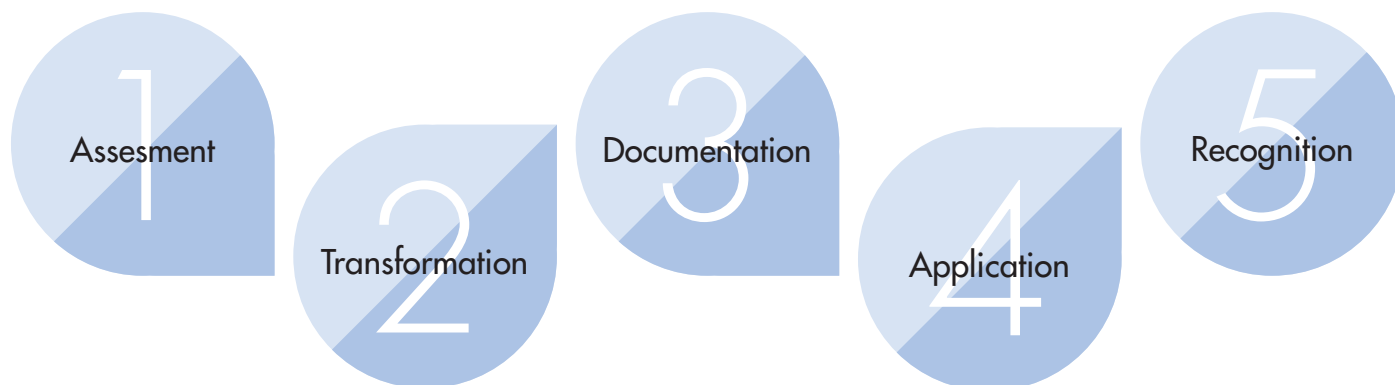 1
Assesment
2
Transformation
3
Documentation
4
Application
5
Recognition